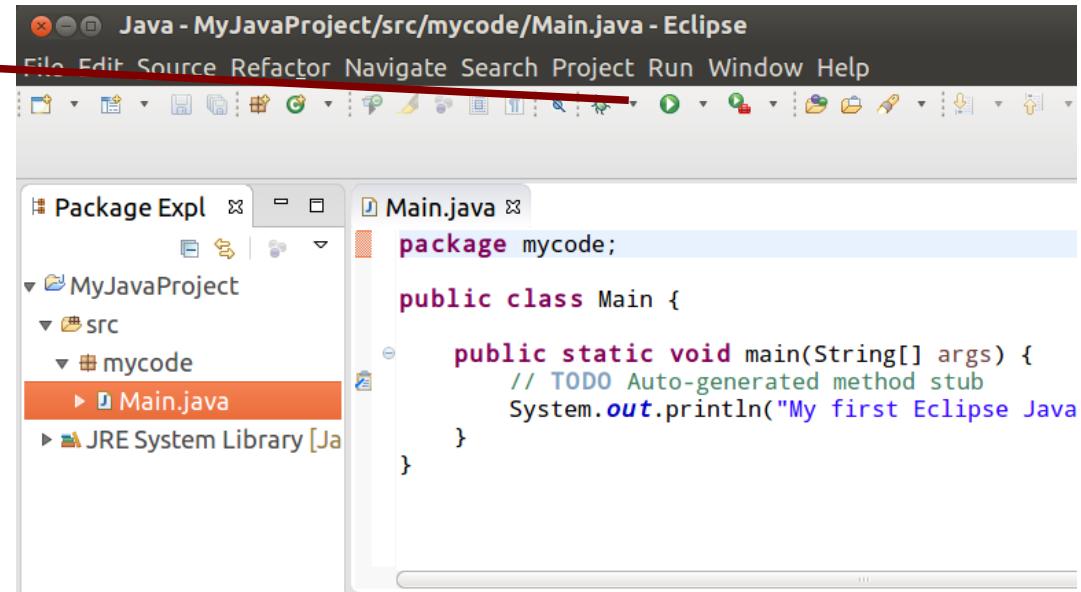 Java - MyJavaProject/src/mycode/Main.java - Eclipse
File Edit Source Refactor Navigate Search Project Run Window Help
Package Expl
Main.java
MyJavaProject
src
mycode
Main.java
JRE System Library [Ja
package mycode;
public class Main {
public static void main(String[] args) {
// TODO Auto-generated method stub
System.out.println("My first Eclipse Java
}
}